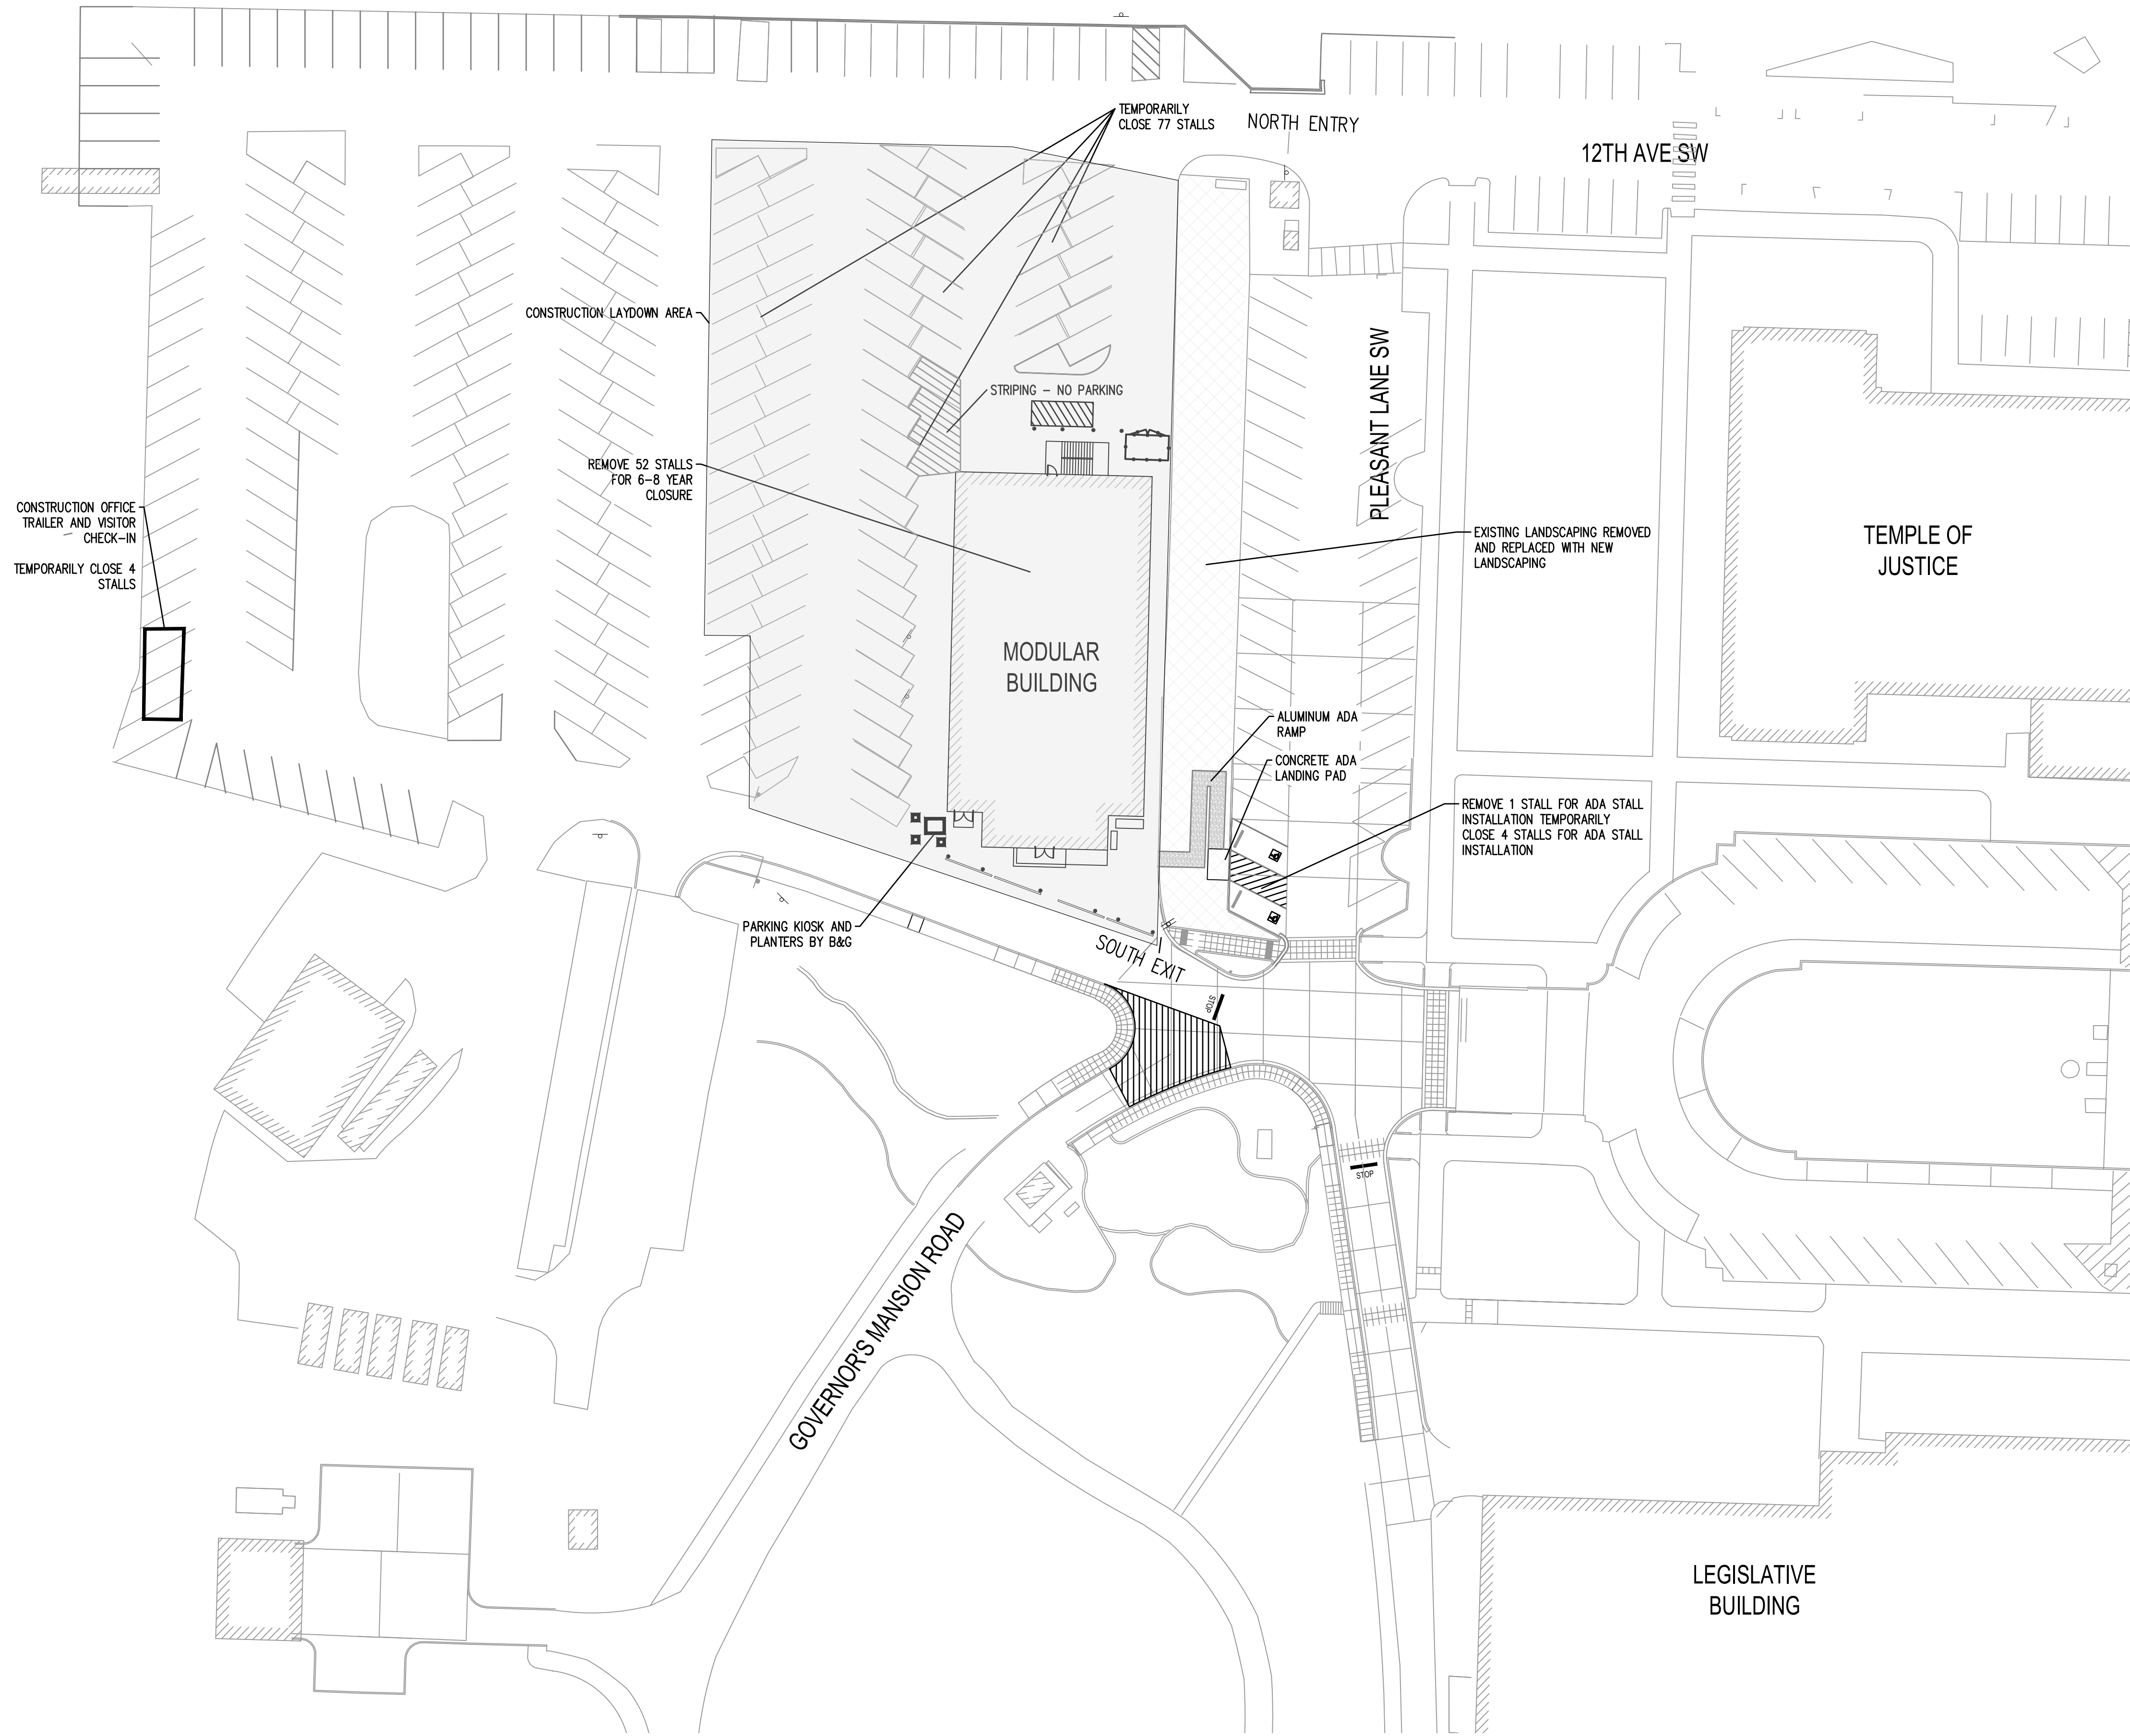 TEMPORARILY
CLOSE 77 STALLS
NORTH ENTRY
12TH AVE SW
CONSTRUCTION LAYDOWN AREA
STRIPING – NO PARKING
PLEASANT LANE SW
REMOVE 52 STALLS
FOR 6–8 YEAR
CLOSURE
CONSTRUCTION OFFICE
TRAILER AND VISITOR
CHECK–IN
TEMPORARILY CLOSE 4
STALLS
EXISTING LANDSCAPING REMOVED
AND REPLACED WITH NEW
LANDSCAPING
TEMPLE OF
JUSTICE
MODULAR
BUILDING
ALUMINUM ADA
RAMP
CONCRETE ADA
LANDING PAD
REMOVE 1 STALL FOR ADA STALL
INSTALLATION TEMPORARILY
CLOSE 4 STALLS FOR ADA STALL
INSTALLATION
PARKING KIOSK AND
PLANTERS BY B&G
SOUTH EXIT
STOP
STOP
GOVERNOR'S MANSION ROAD
LEGISLATIVE
BUILDING